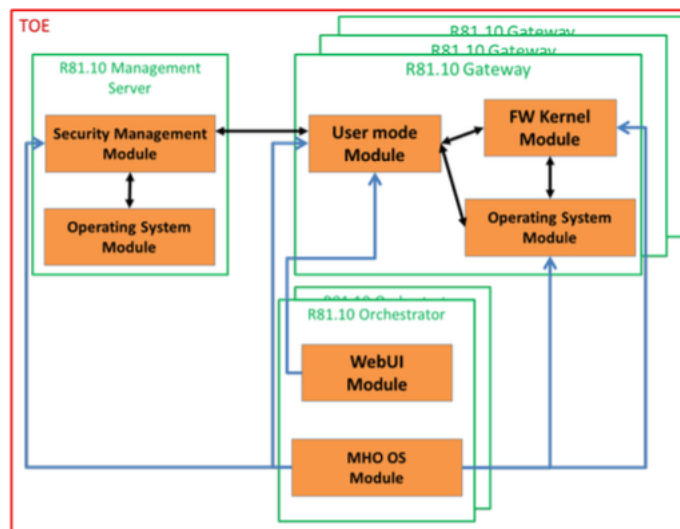 TOE
R81.10 Gateway
R81.10 Gateway
R81.10 Management
Server
R81.10 Gateway
Security Management
Module
User mode
Module
FW Kernel
Module
Operating System
Module
Operating System
Module
R81.10 Orchestrator
WebUI
Module
MHO OS
Module